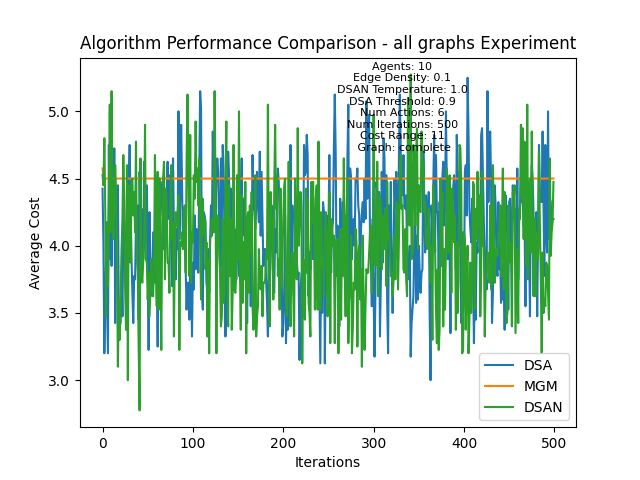 Algorithm Performance Comparison - all graphs Experiment
Agents: 10
Edge Density: 0.1
DSAN Temperature: 1.0
DSA Threshold: 0.9
Num Actions: 6
Num Iterations: 500
Cost Range: 11
Graph: complete
Average Cost
5.0
4.5
4.0
3.5
3.0
DSA
MGM
DSAN
0
100
200
300
400
500
Iterations